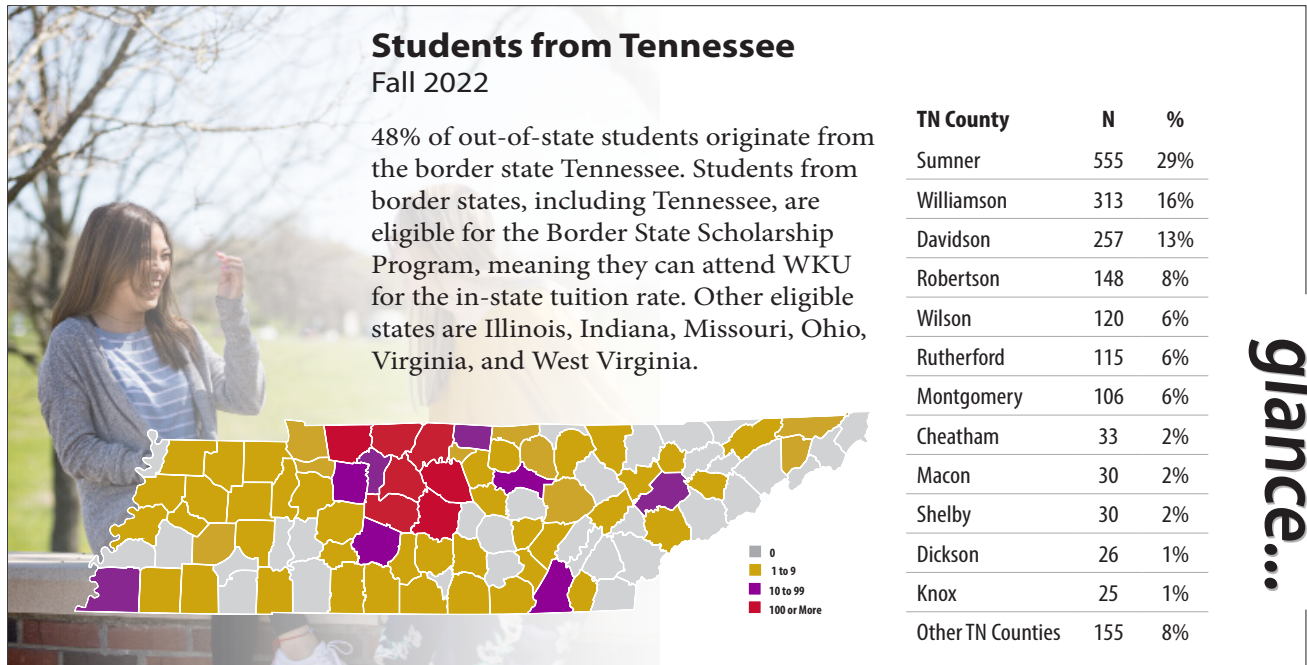 Students from Tennessee
Fall 2022
48% of out-of-state students originate from
the border state Tennessee. Students from
border states, including Tennessee, are
eligible for the Border State Scholarship
Program, meaning they can attend WKU
for the in-state tuition rate. Other eligible
states are Illinois, Indiana, Missouri, Ohio,
Virginia, and West Virginia.
0
1 to 9
10 to 99
100 or More
TN County N %
Sumner 555 29%
Williamson 313 16%
Davidson 257 13%
Robertson 148 8%
Wilson 120 6%
Rutherford 115 6%
Montgomery 106 6%
Cheatham 33 2%
Macon 30 2%
Shelby 30 2%
Dickson 26 1%
Knox 25 1%
Other TN Counties 155 8%
glance...